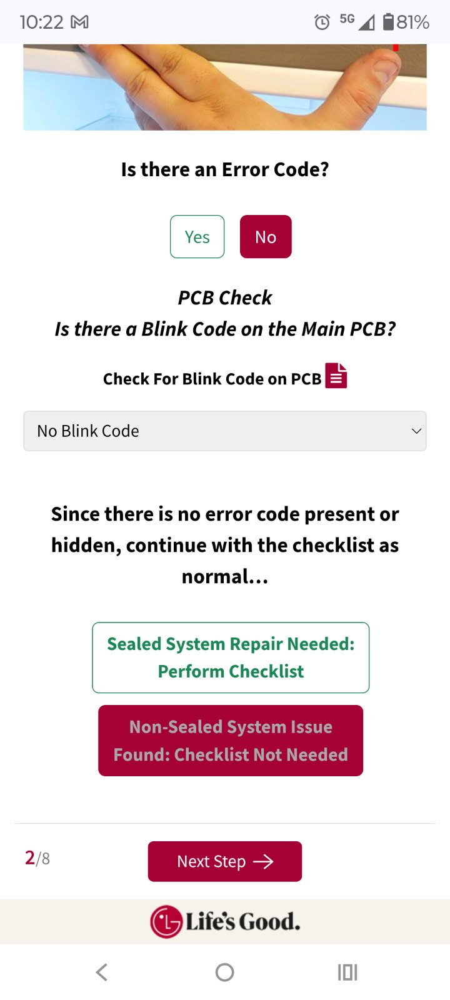 10:22
5G
81%
Is there an Error Code?
Yes
No
PCB Check
Is there a Blink Code on the Main PCB?
Check For Blink Code on PCB
No Blink Code
Since there is no error code present or
hidden, continue with the checklist as
normal...
Sealed System Repair Needed:
Perform Checklist
Non-Sealed System Issue
Found: Checklist Not Needed
2/8
Next Step →
LG Life's Good.